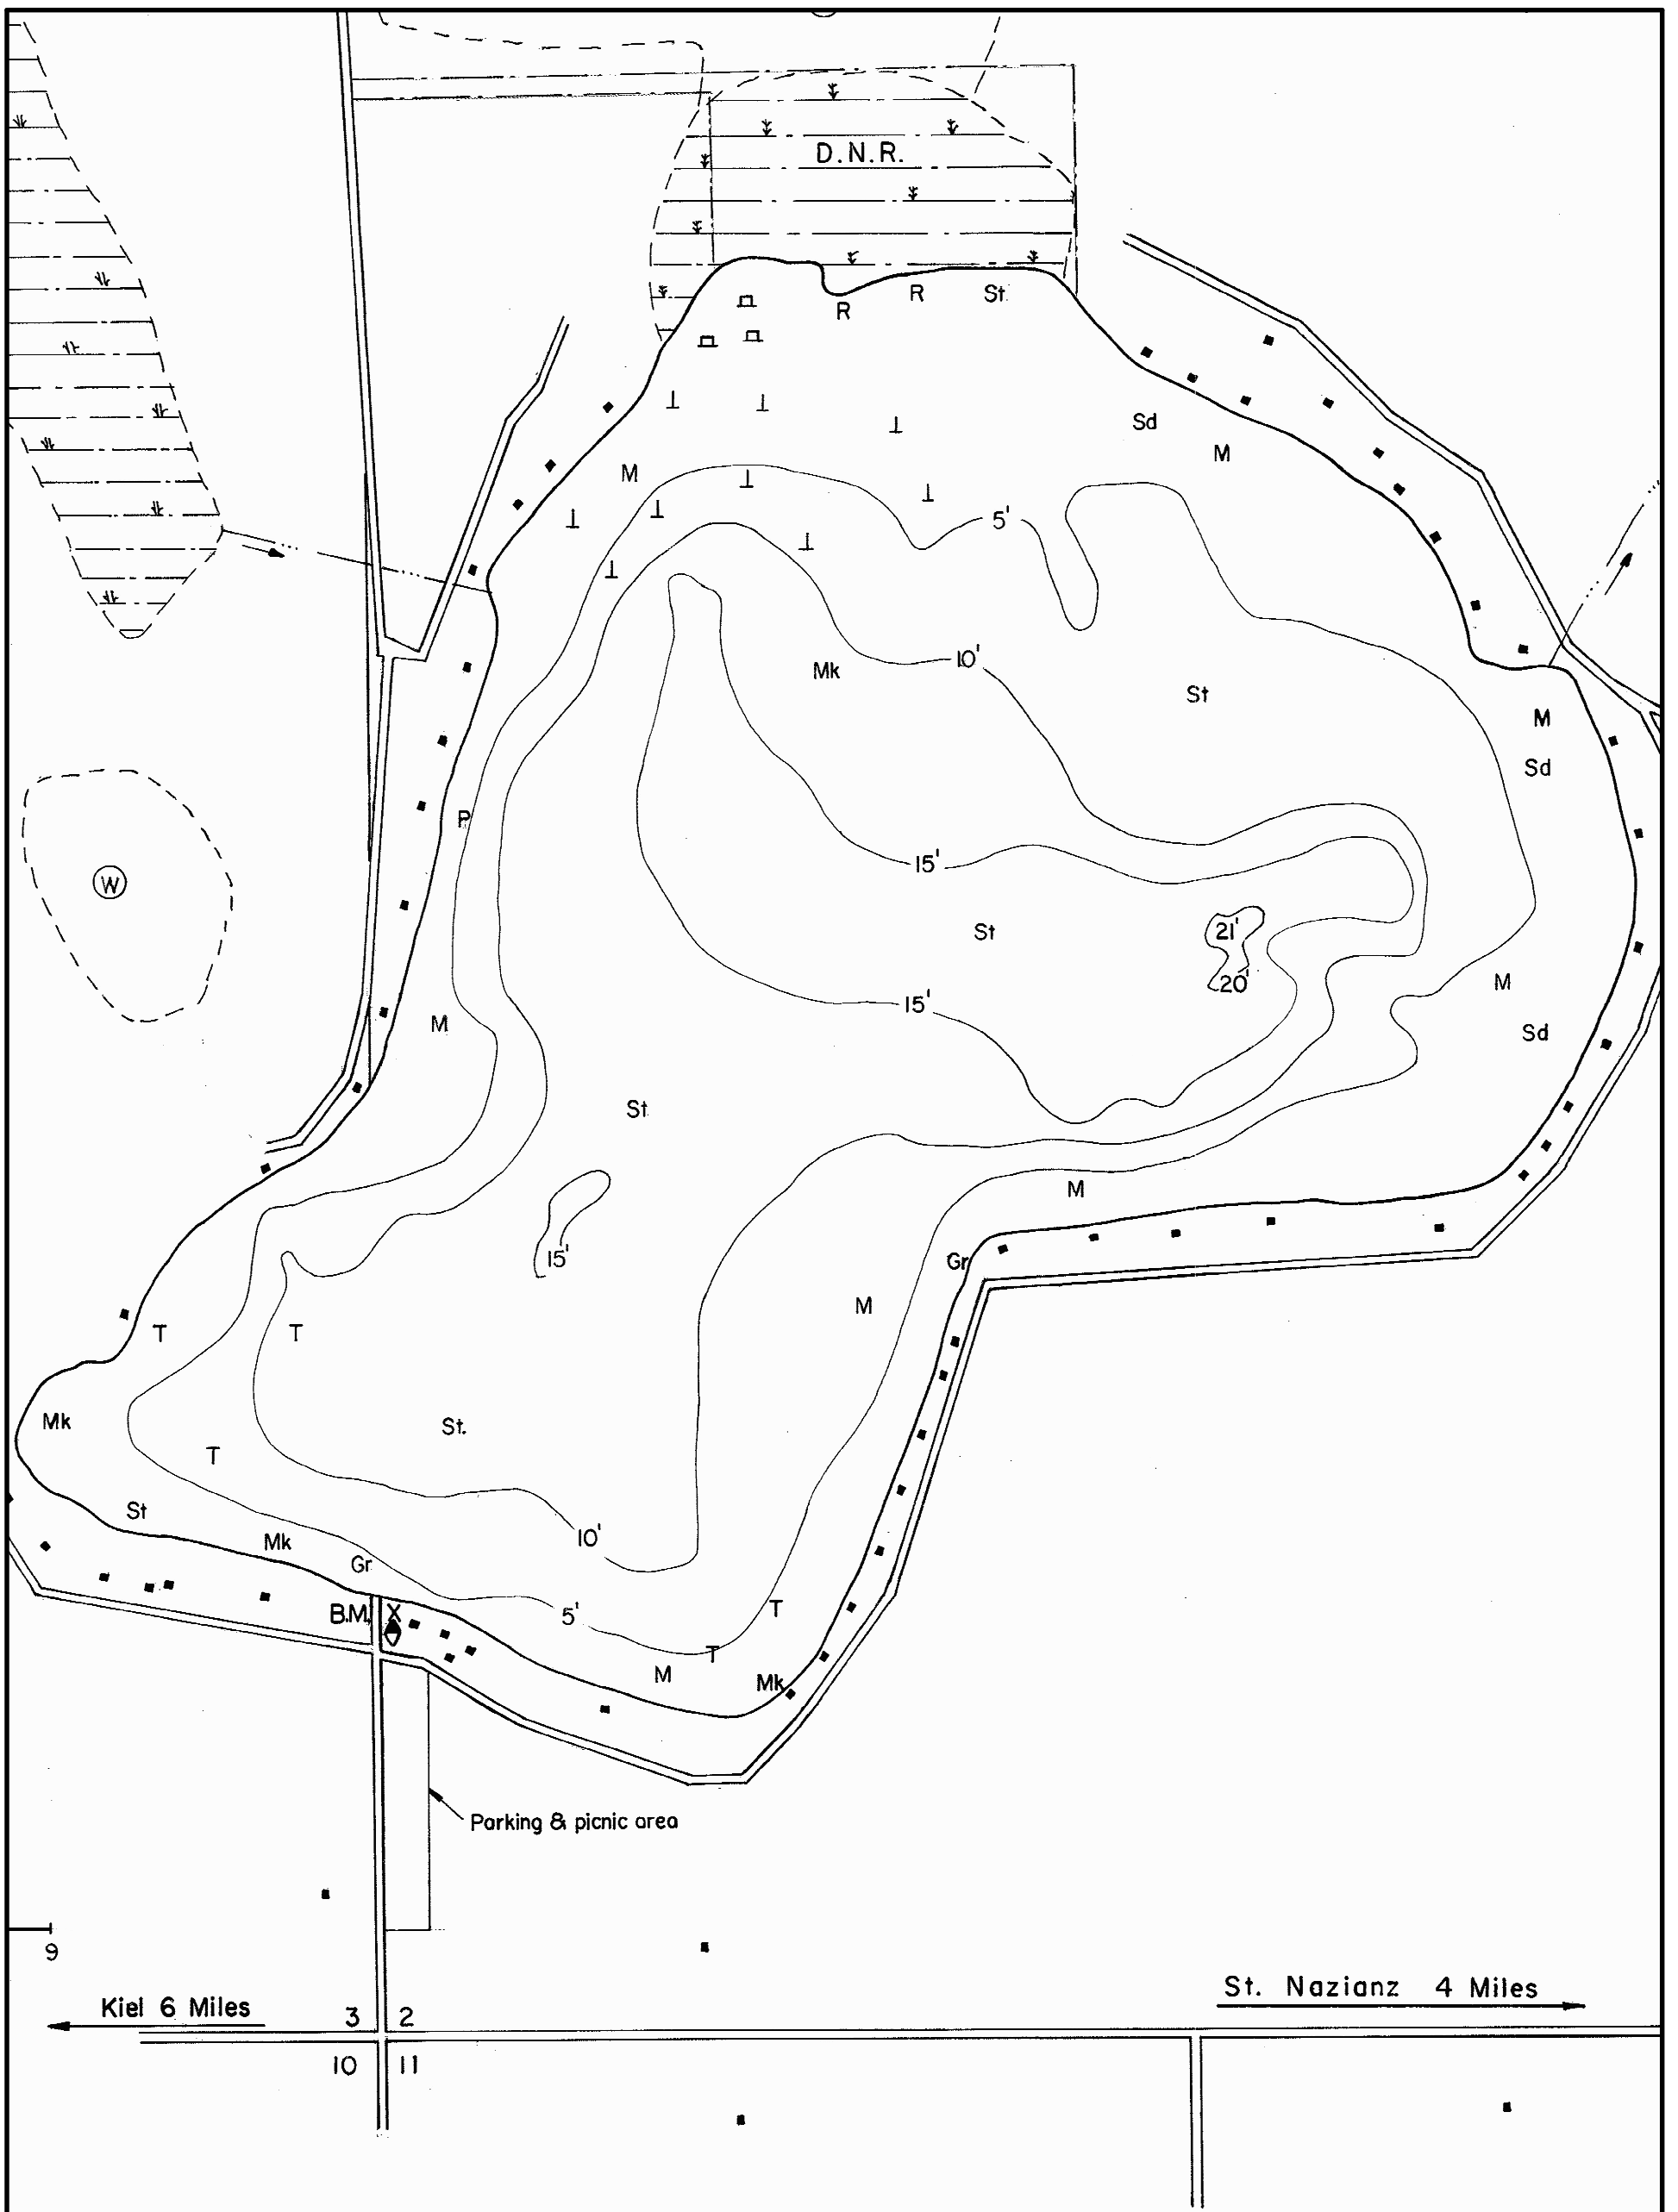 D.N.R.
R
R
St
Sd
M
M
5'
10'
Mk
St
M
Sd
P
15'
W
St
21'
20'
15'
M
M
Sd
St
M
15'
Gr
M
T
T
Mk
St.
T
St
Mk
Gr
10'
5'
T
B.M. X
T
M
Mk
Parking & picnic area
9
St. Nazianz 4 Miles
Kiel 6 Miles
3 2
10 11